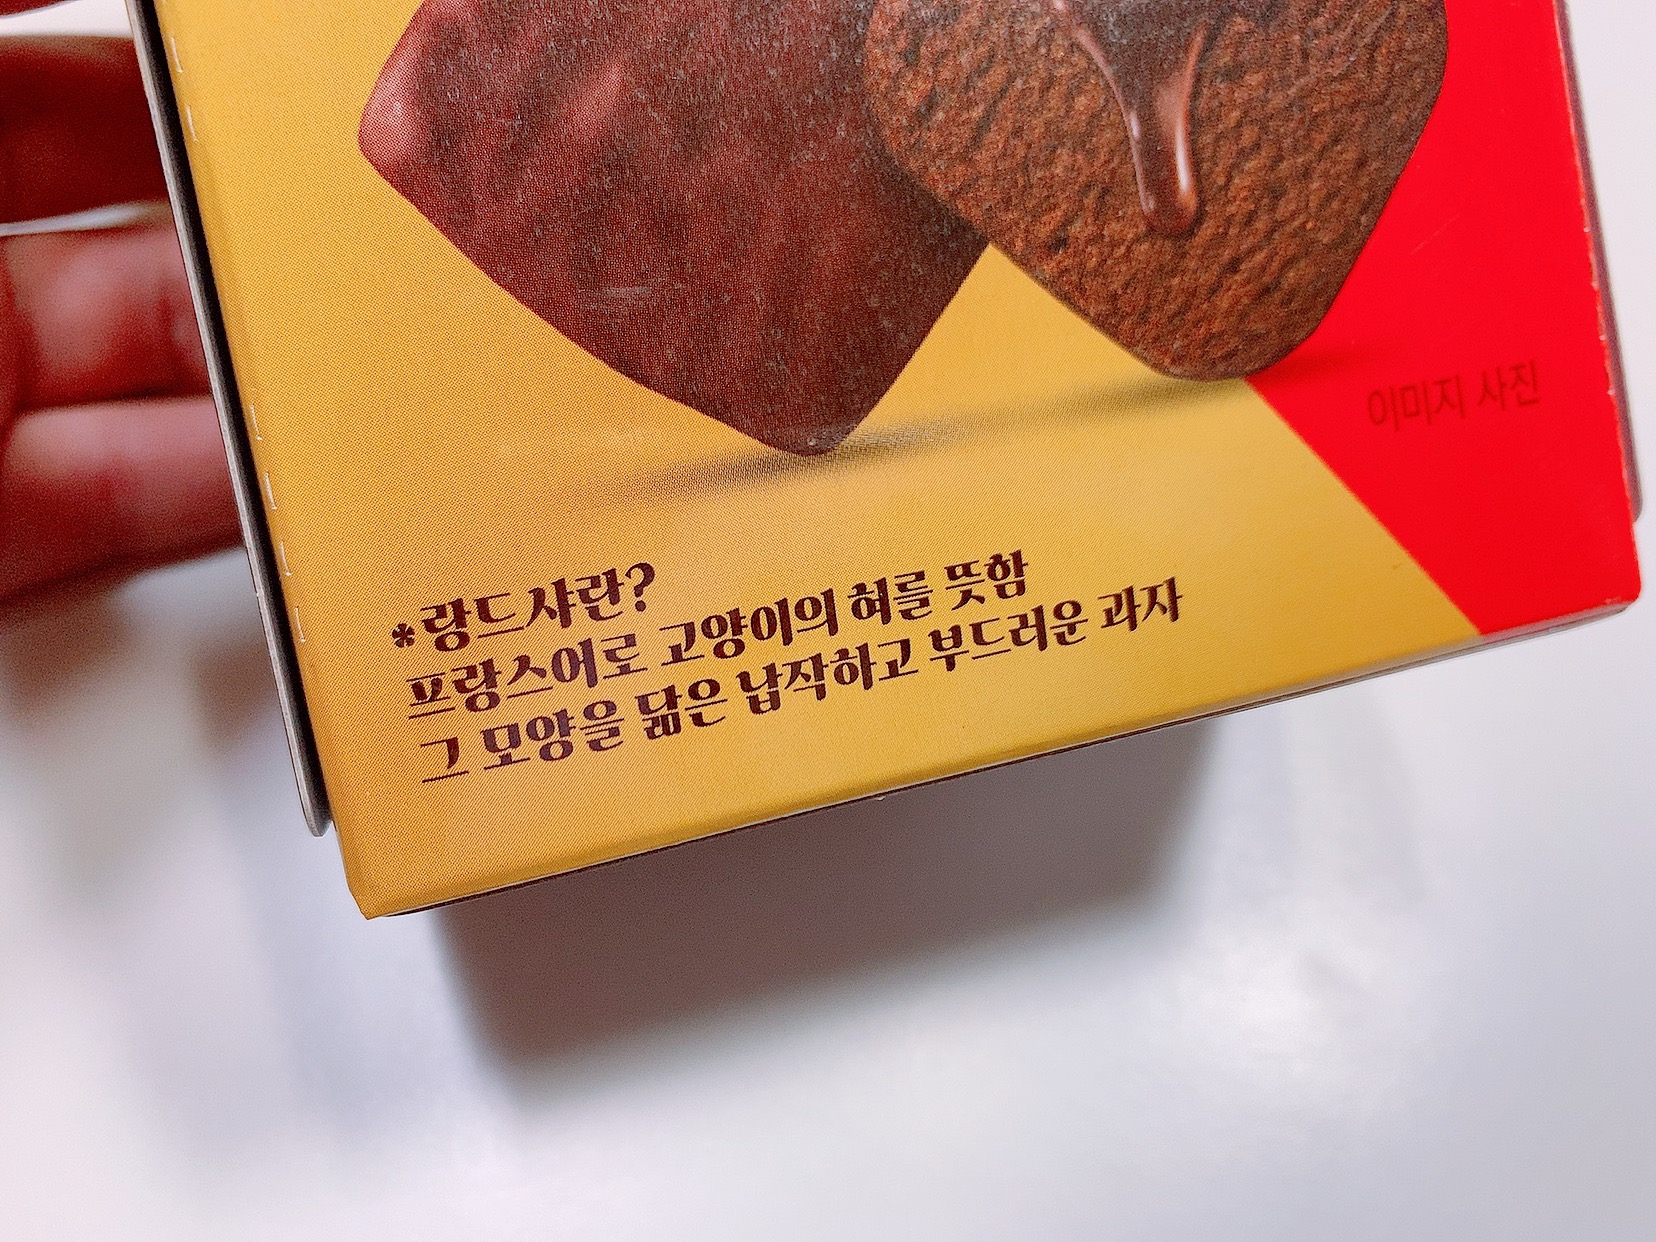 이미지 사진
*랑드샤란?
프랑스어로 고양이의 혀를 뜻함
그 모양을 닮은 납작하고 부드러운 과자